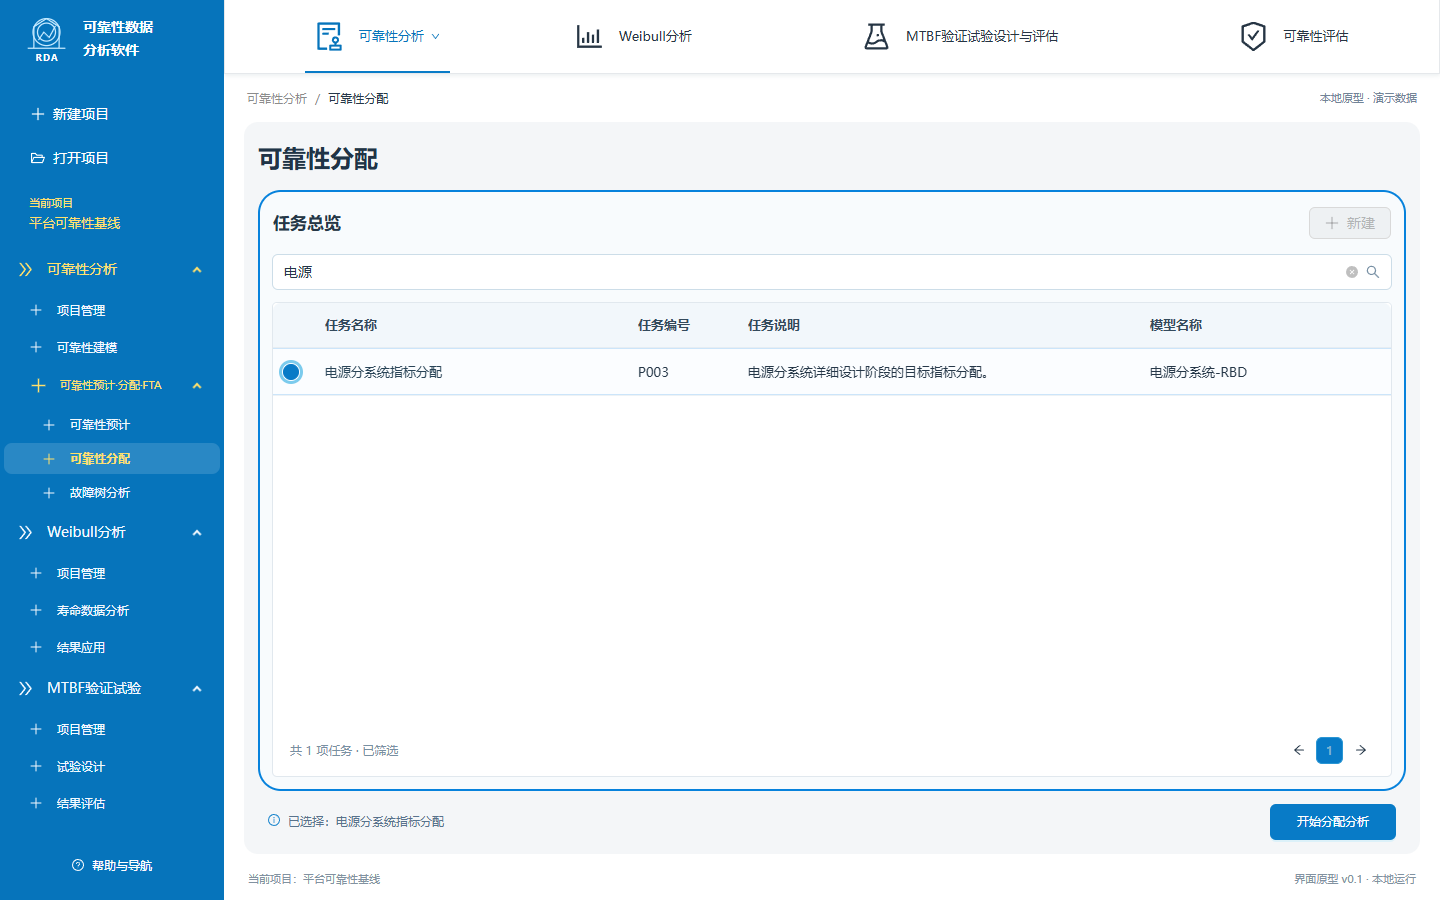 RDA
可靠性数据
分析软件
新建项目
打开项目
当前项目
平台可靠性基线
可靠性分析
项目管理
可靠性建模
可靠性预计·分配·FTA
可靠性预计
可靠性分配
故障树分析
Weibull分析
项目管理
寿命数据分析
结果应用
MTBF验证试验
项目管理
试验设计
结果评估
帮助与导航
可靠性分析
Weibull分析
MTBF验证试验设计与评估
可靠性评估
可靠性分析 / 可靠性分配
本地原型 · 演示数据
可靠性分配
任务总览
新建
电源
任务名称 任务编号 任务说明 模型名称
电源分系统指标分配 P003 电源分系统详细设计阶段的目标指标分配。 电源分系统-RBD
共 1 项任务 · 已筛选
1
已选择：电源分系统指标分配
开始分配分析
当前项目：平台可靠性基线
界面原型 v0.1 · 本地运行